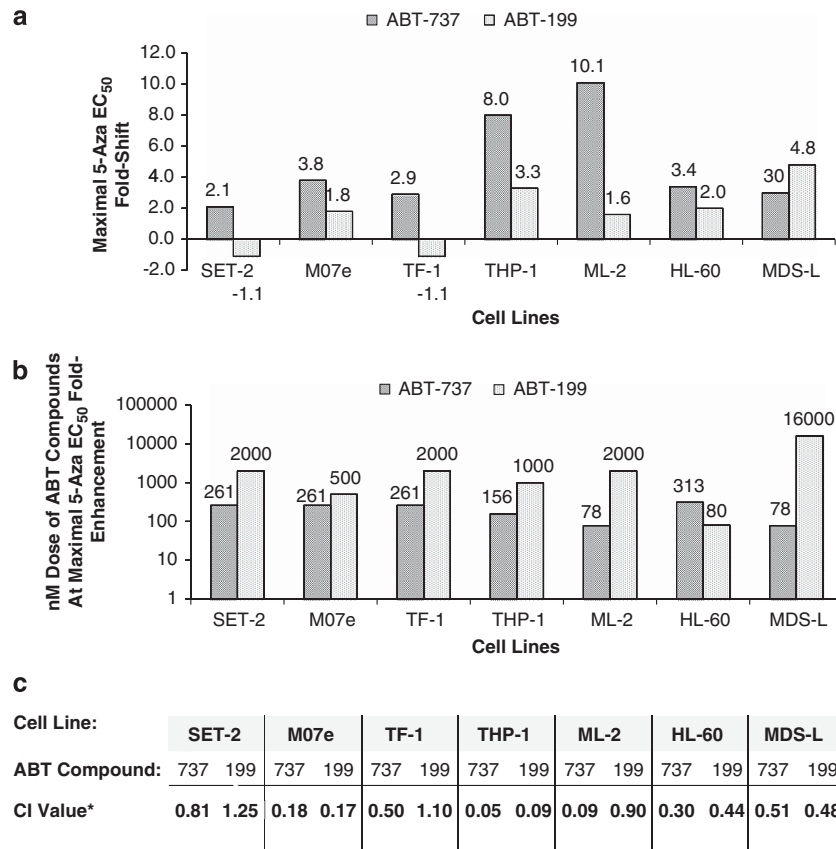 a
ABT-737 ABT-199
Maximal 5-Aza EC50
Fold-Shift
12.0
10.0
8.0
6.0
4.0
2.0
0.0
-2.0
2.1 3.8 1.8 2.9 8.0 3.3 10.1 1.6 3.4 2.0 30 4.8
SET-2 M07e TF-1 THP-1 ML-2 HL-60 MDS-L
-1.1 -1.1
Cell Lines
b
ABT-737 ABT-199
nM Dose of ABT Compounds
At Maximal 5-Aza EC50 Fold-
Enhancement
100000
10000
1000
100
10
1
261 2000 261 500 261 2000 156 1000 78 2000 313 80 78 16000
SET-2 M07e TF-1 THP-1 ML-2 HL-60 MDS-L
Cell Lines
c
Cell Line: SET-2 M07e TF-1 THP-1 ML-2 HL-60 MDS-L
ABT Compound: 737 199 737 199 737 199 737 199 737 199 737 199 737 199
CI Value* 0.81 1.25 0.18 0.17 0.50 1.10 0.05 0.09 0.09 0.90 0.30 0.44 0.51 0.48